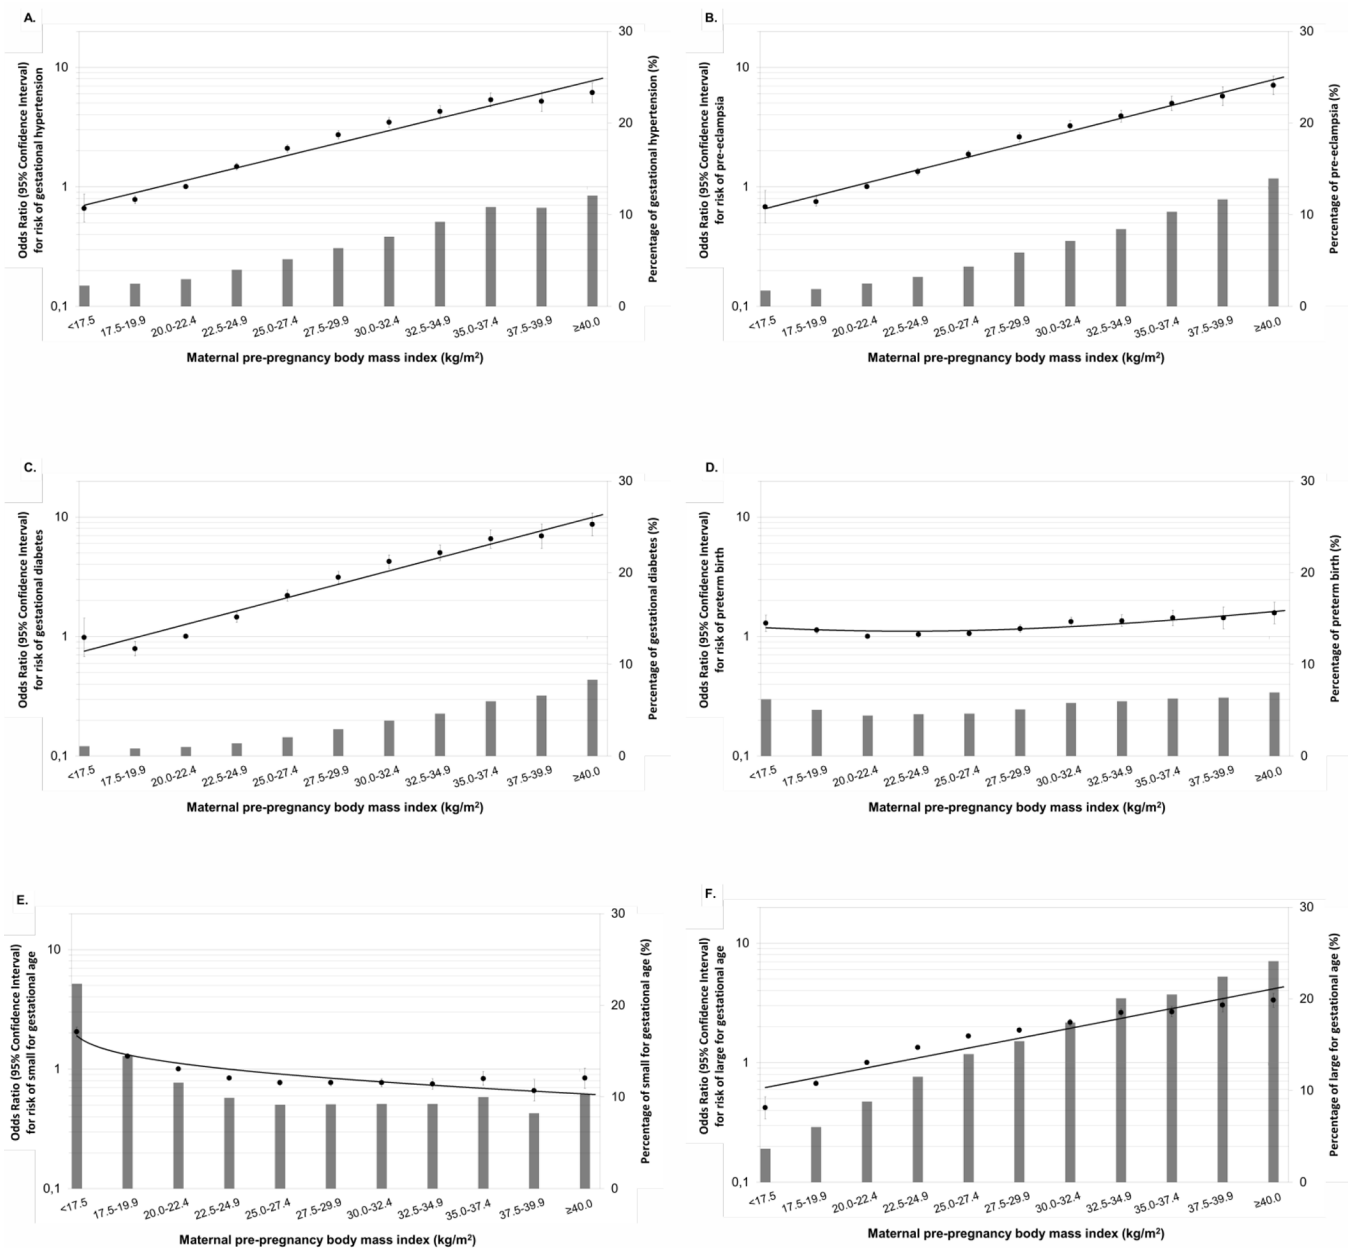 A.
Odds Ratio (95% Confidence Interval)
for risk of gestational hypertension
10
1
0,1
30
20
10
0
Percentage of gestational hypertension (%)
<17.5 17.5-19.9 20.0-22.4 22.5-24.9 25.0-27.4 27.5-29.9 30.0-32.4 32.5-34.9 35.0-37.4 37.5-39.9 ≥40.0
Maternal pre-pregnancy body mass index (kg/m²)
B.
Odds Ratio (95% Confidence Interval)
for risk of pre-eclampsia
10
1
0,1
30
20
10
0
Percentage of pre-eclampsia (%)
<17.5 17.5-19.9 20.0-22.4 22.5-24.9 25.0-27.4 27.5-29.9 30.0-32.4 32.5-34.9 35.0-37.4 37.5-39.9 ≥40.0
Maternal pre-pregnancy body mass index (kg/m²)
C.
Odds Ratio (95% Confidence Interval)
for risk of gestational diabetes
10
1
0,1
30
20
10
0
Percentage of gestational diabetes (%)
<17.5 17.5-19.9 20.0-22.4 22.5-24.9 25.0-27.4 27.5-29.9 30.0-32.4 32.5-34.9 35.0-37.4 37.5-39.9 ≥40.0
Maternal pre-pregnancy body mass index (kg/m²)
D.
Odds Ratio (95% Confidence Interval)
for risk of preterm birth
10
1
0,1
30
20
10
0
Percentage of preterm birth (%)
<17.5 17.5-19.9 20.0-22.4 22.5-24.9 25.0-27.4 27.5-29.9 30.0-32.4 32.5-34.9 35.0-37.4 37.5-39.9 ≥40.0
Maternal pre-pregnancy body mass index (kg/m²)
E.
Odds Ratio (95% Confidence Interval)
for risk of small for gestational age
10
1
0,1
30
20
10
0
Percentage of small for gestational age (%)
<17.5 17.5-19.9 20.0-22.4 22.5-24.9 25.0-27.4 27.5-29.9 30.0-32.4 32.5-34.9 35.0-37.4 37.5-39.9 ≥40.0
Maternal pre-pregnancy body mass index (kg/m²)
F.
Odds Ratio (95% Confidence Interval)
for risk of large for gestational age
10
1
0,1
30
20
10
0
Percentage of large for gestational age (%)
<17.5 17.5-19.9 20.0-22.4 22.5-24.9 25.0-27.4 27.5-29.9 30.0-32.4 32.5-34.9 35.0-37.4 37.5-39.9 ≥40.0
Maternal pre-pregnancy body mass index (kg/m²)